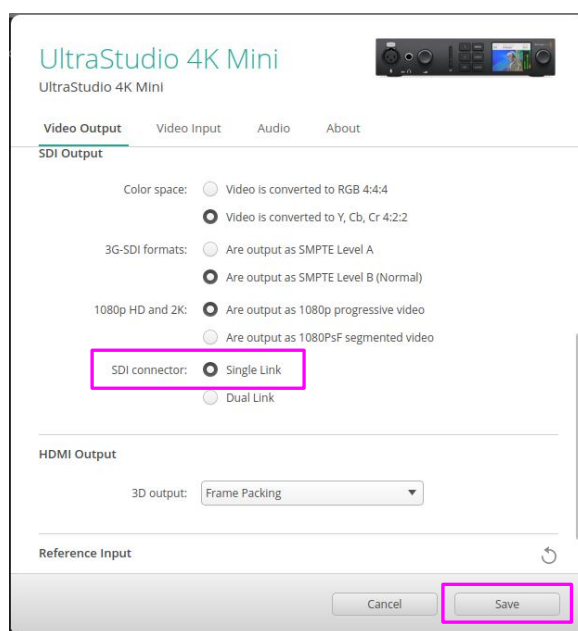 UltraStudio 4K Mini
UltraStudio 4K Mini
Video Output Video Input Audio About
SDI Output
Color space: Video is converted to RGB 4:4:4
Video is converted to Y, Cb, Cr 4:2:2
3G-SDI formats: Are output as SMPTE Level A
Are output as SMPTE Level B (Normal)
1080p HD and 2K: Are output as 1080p progressive video
Are output as 1080PsF segmented video
SDI connector: Single Link
Dual Link
HDMI Output
3D output: Frame Packing
Reference Input
Cancel Save